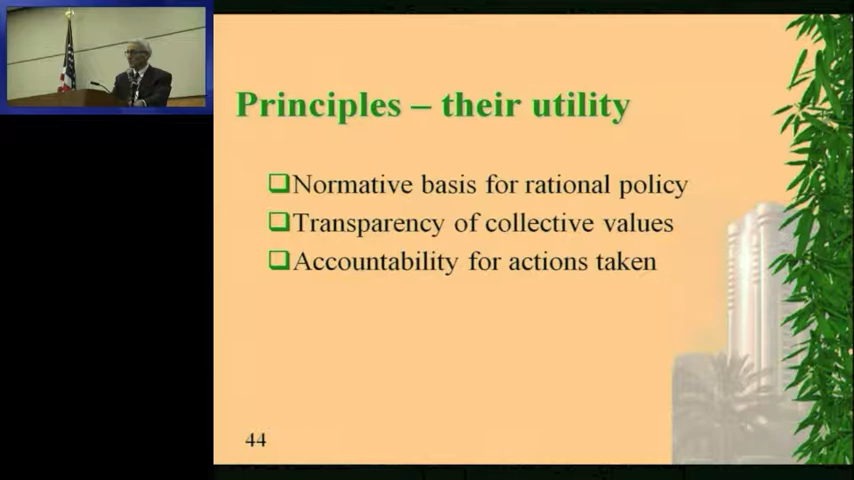 Principles – their utility
❑Normative basis for rational policy
❑Transparency of collective values
❑Accountability for actions taken
44